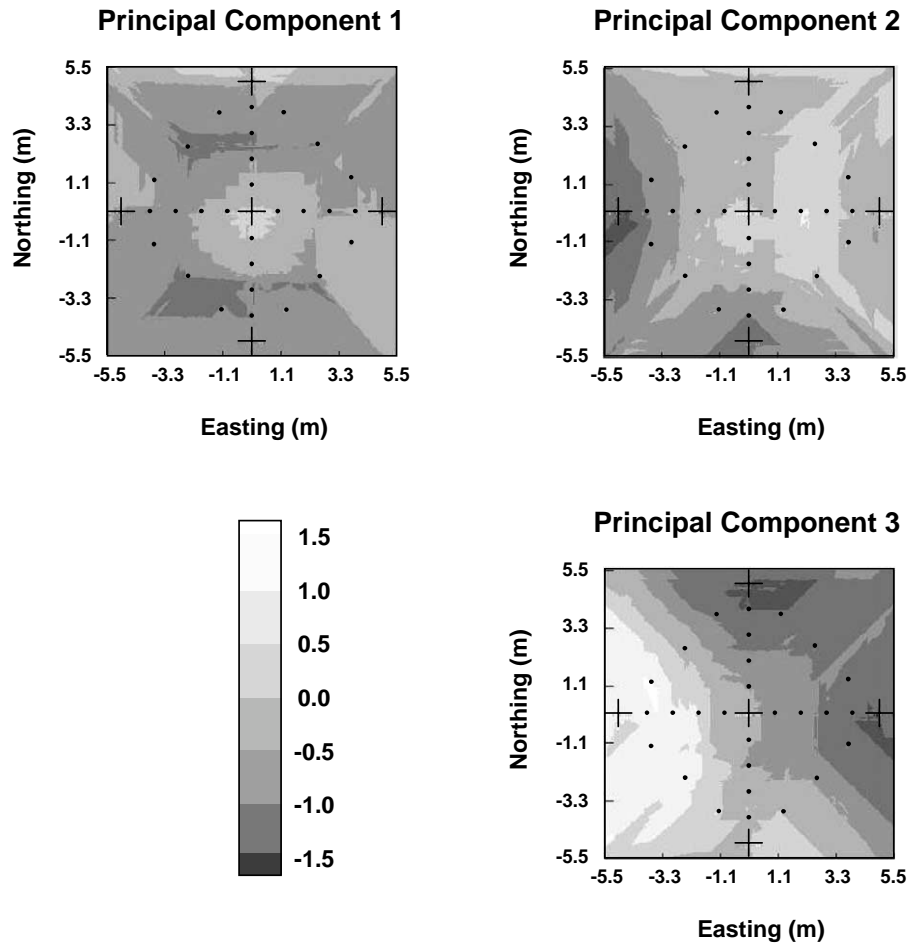 Principal Component 1
5.5
3.3
1.1
-1.1
-3.3
-5.5
Northing (m)
-5.5 -3.3 -1.1 1.1 3.3 5.5
Easting (m)
Principal Component 2
5.5
3.3
1.1
-1.1
-3.3
-5.5
Northing (m)
-5.5 -3.3 -1.1 1.1 3.3 5.5
Easting (m)
1.5
1.0
0.5
0.0
-0.5
-1.0
-1.5
Principal Component 3
5.5
3.3
1.1
-1.1
-3.3
-5.5
Northing (m)
-5.5 -3.3 -1.1 1.1 3.3 5.5
Easting (m)